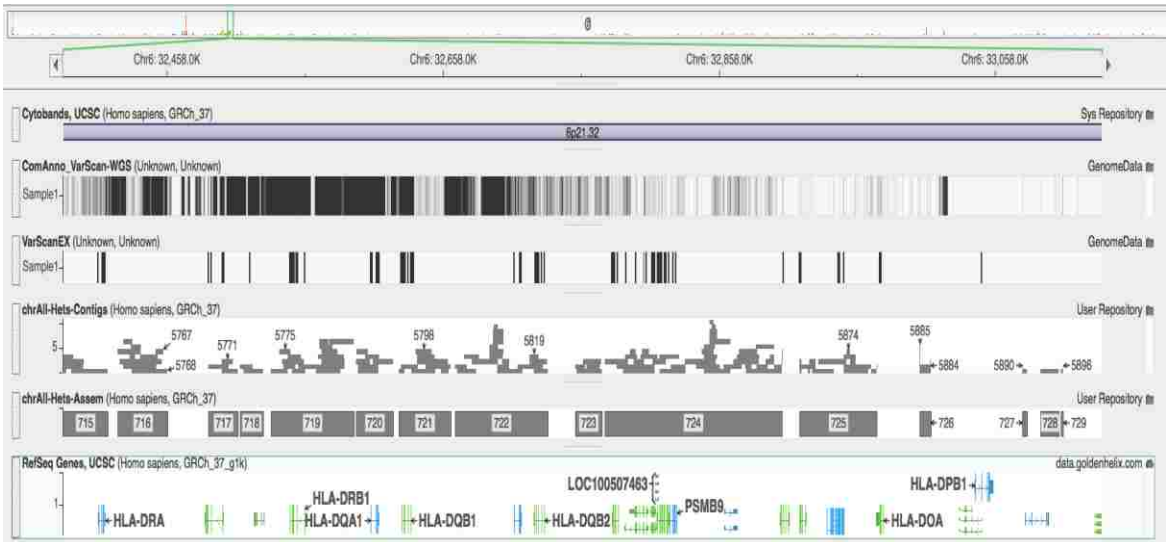 6
Chr6: 32,458.0K Chr6: 32,658.0K Chr6: 32,858.0K Chr6: 33,058.0K
Cytobands, UCSC (Homo sapiens, GRCh_37) Sys Repository
6p21.32
ComAnno_VarScan-WGS (Unknown, Unknown) GenomeData
Sample1
VarScanEX (Unknown, Unknown) GenomeData
Sample1
chrAll-Hets-Contigs (Homo sapiens, GRCh_37) User Repository
5 5767 5768 5771 5775 5798 5819 5874 5885 5884 5890 5896
chrAll-Hets-Assem (Homo sapiens, GRCh_37) User Repository
715 716 717 718 719 720 721 722 723 724 725 726 727 728 729
RefSeq Genes, UCSC (Homo sapiens, GRCh_37_g1k) data.goldenhelix.com
LOC100507463 HLA-DPB1
HLA-DRB1 PSMB9
1 HLA-DRA HLA-DQA1 HLA-DQB1 HLA-DQB2 HLA-DOA